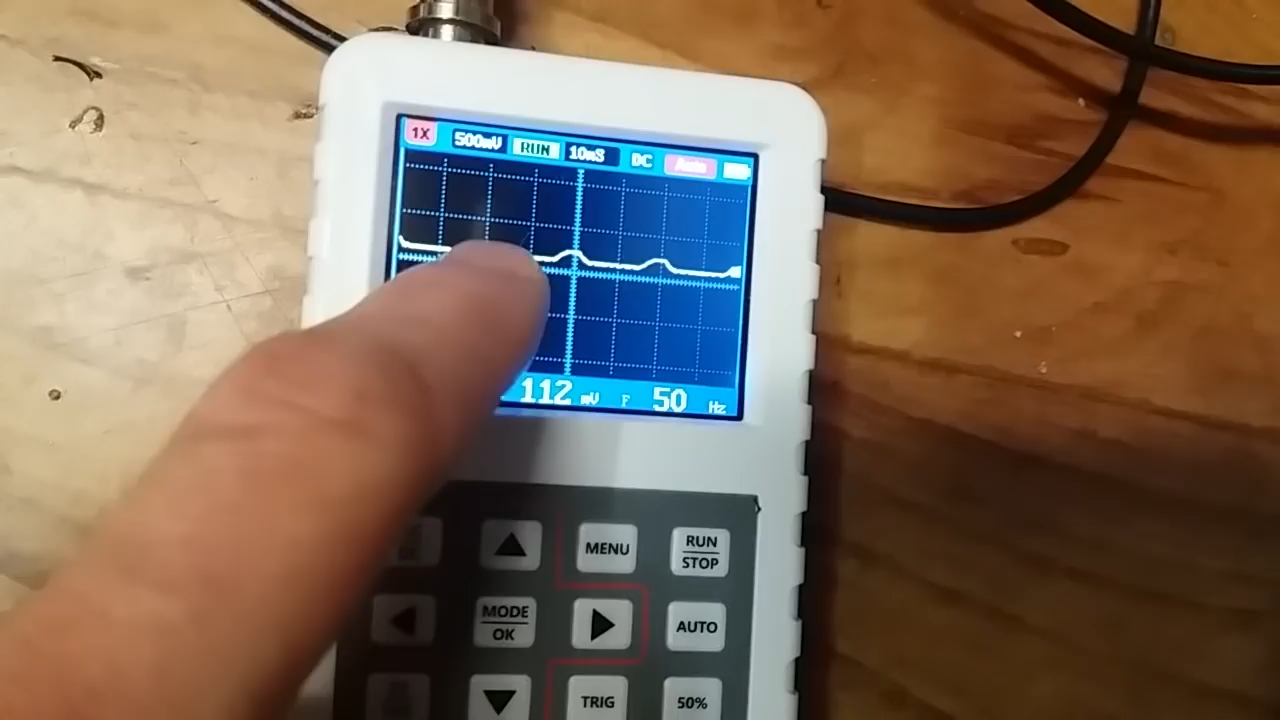 1X 500mV RUN 10mS DC Auto
112 mV F 50 Hz
MENU RUN STOP
MODE OK AUTO
TRIG 50%